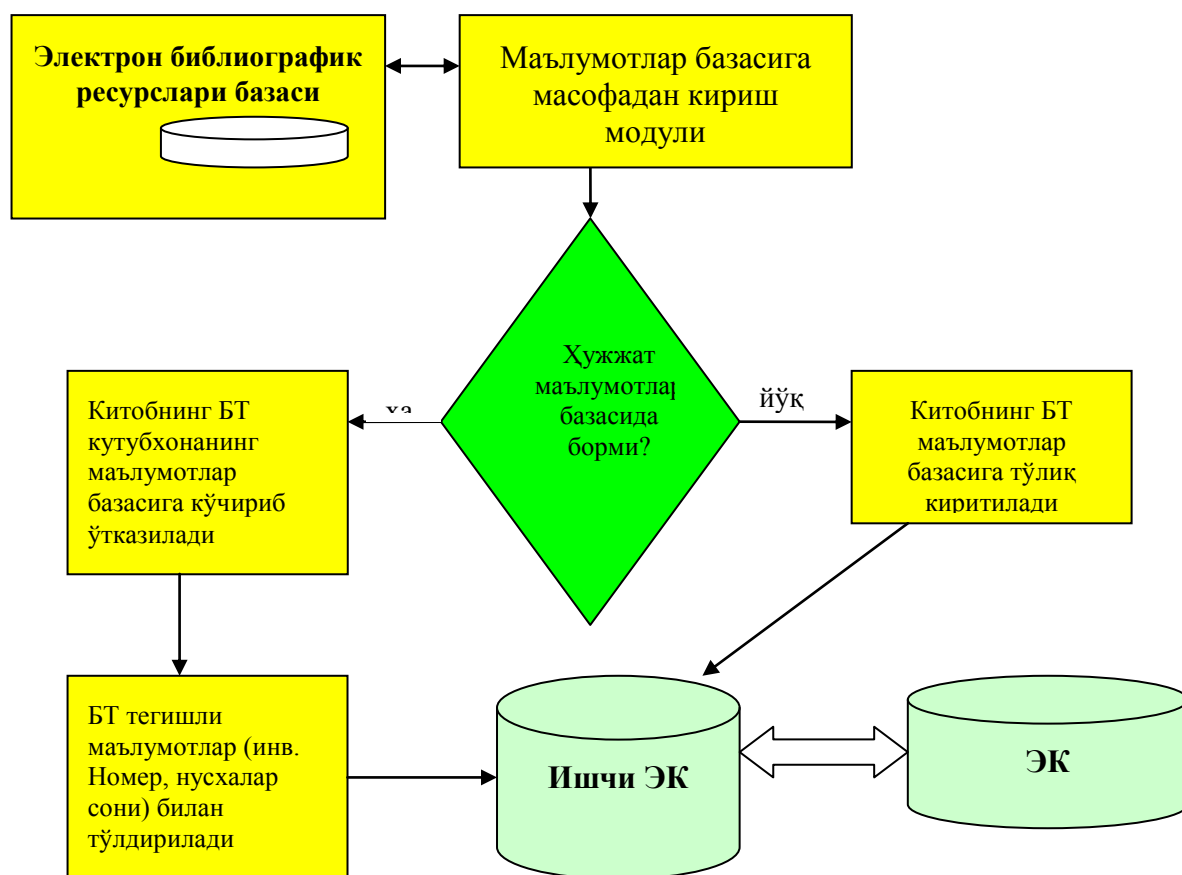 Электрон библиографик
ресурслари базаси
Маълумотлар базасига
масофадан кириш
модули
Ҳужжат
маълумотлар
базасида
борми?
ҳа
йўқ
Китобнинг БТ
кутубхонанинг
маълумотлар
базасига кўчириб
ўтказилади
Китобнинг БТ
маълумотлар
базасига тўлиқ
киритилади
БТ тегишли
маълумотлар (инв.
Номер, нусхалар
сони) билан
тўлдирилади
Ишчи ЭК
ЭК